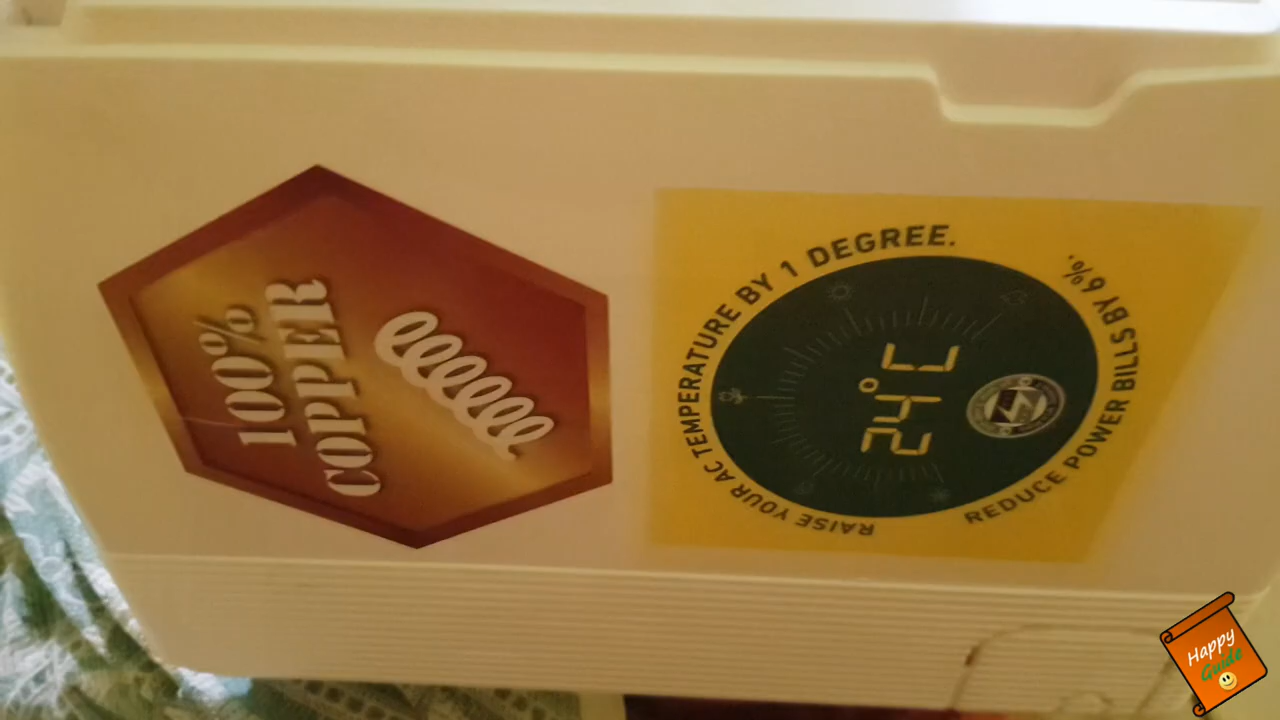 100%
COPPER
RAISE YOUR AC TEMPERATURE BY 1 DEGREE.
24°C
REDUCE POWER BILLS BY 6%.
Happy
Guide